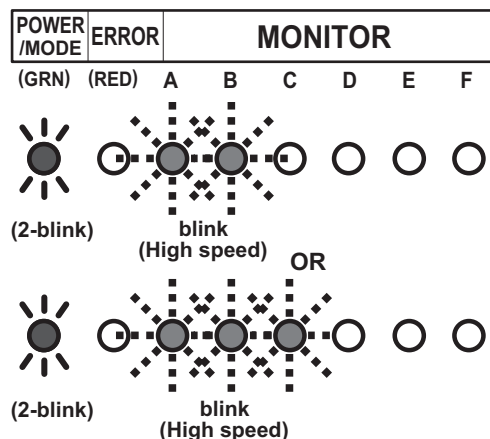 POWER
/MODE ERROR MONITOR
(GRN) (RED) A B C D E F
(2-blink) blink
(High speed)
OR
(2-blink) blink
(High speed)